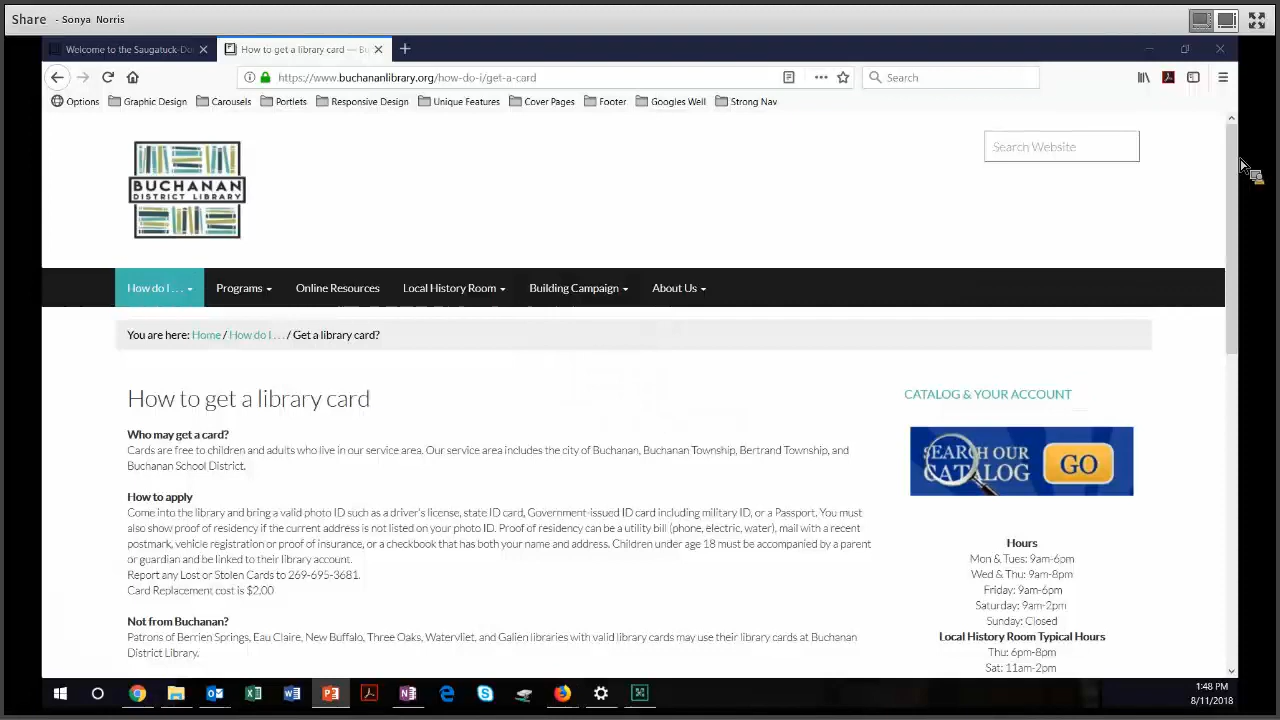 Share - Sonya Norris
Welcome to the Saugatuck-Do
How to get a library card — Bu
https://www.buchananlibrary.org/how-do-i/get-a-card
Search
Options Graphic Design Carousels Portlets Responsive Design Unique Features Cover Pages Footer Googles Well Strong Nav
BUCHANAN
DISTRICT LIBRARY
Search Website
How do I . . . Programs Online Resources Local History Room Building Campaign About Us
You are here: Home / How do I . . . / Get a library card?
How to get a library card
Who may get a card?
Cards are free to children and adults who live in our service area. Our service area includes the city of Buchanan, Buchanan Township, Bertrand Township, and
Buchanan School District.
How to apply
Come into the library and bring a valid photo ID such as a driver's license, state ID card, Government-issued ID card including military ID, or a Passport. You must
also show proof of residency if the current address is not listed on your photo ID. Proof of residency can be a utility bill (phone, electric, water), mail with a recent
postmark, vehicle registration or proof of insurance, or a checkbook that has both your name and address. Children under age 18 must be accompanied by a parent
or guardian and be linked to their library account.
Report any Lost or Stolen Cards to 269-695-3681.
Card Replacement cost is $2.00
Not from Buchanan?
Patrons of Berrien Springs, Eau Claire, New Buffalo, Three Oaks, Watervliet, and Galien libraries with valid library cards may use their library cards at Buchanan
District Library.
CATALOG & YOUR ACCOUNT
SEARCH OUR
CATALOG
GO
Hours
Mon & Tues: 9am-6pm
Wed & Thu: 9am-8pm
Friday: 9am-6pm
Saturday: 9am-2pm
Sunday: Closed
Local History Room Typical Hours
Thu: 6pm-8pm
Sat: 11am-2pm
1:48 PM
8/11/2018